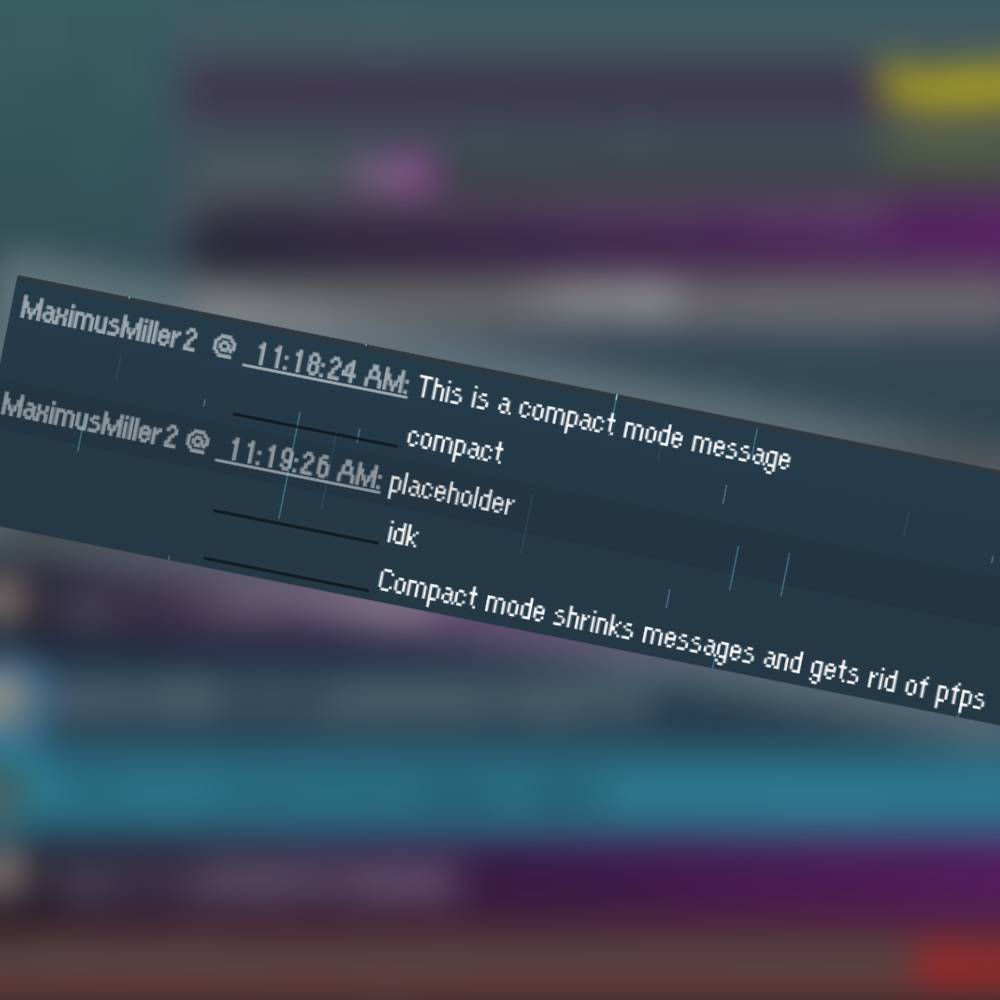 MaximusMiller2 @ 11:18:24 AM: This is a compact mode message
compact
MaximusMiller2 @ 11:19:26 AM: placeholder
idk
Compact mode shrinks messages and gets rid of pfps